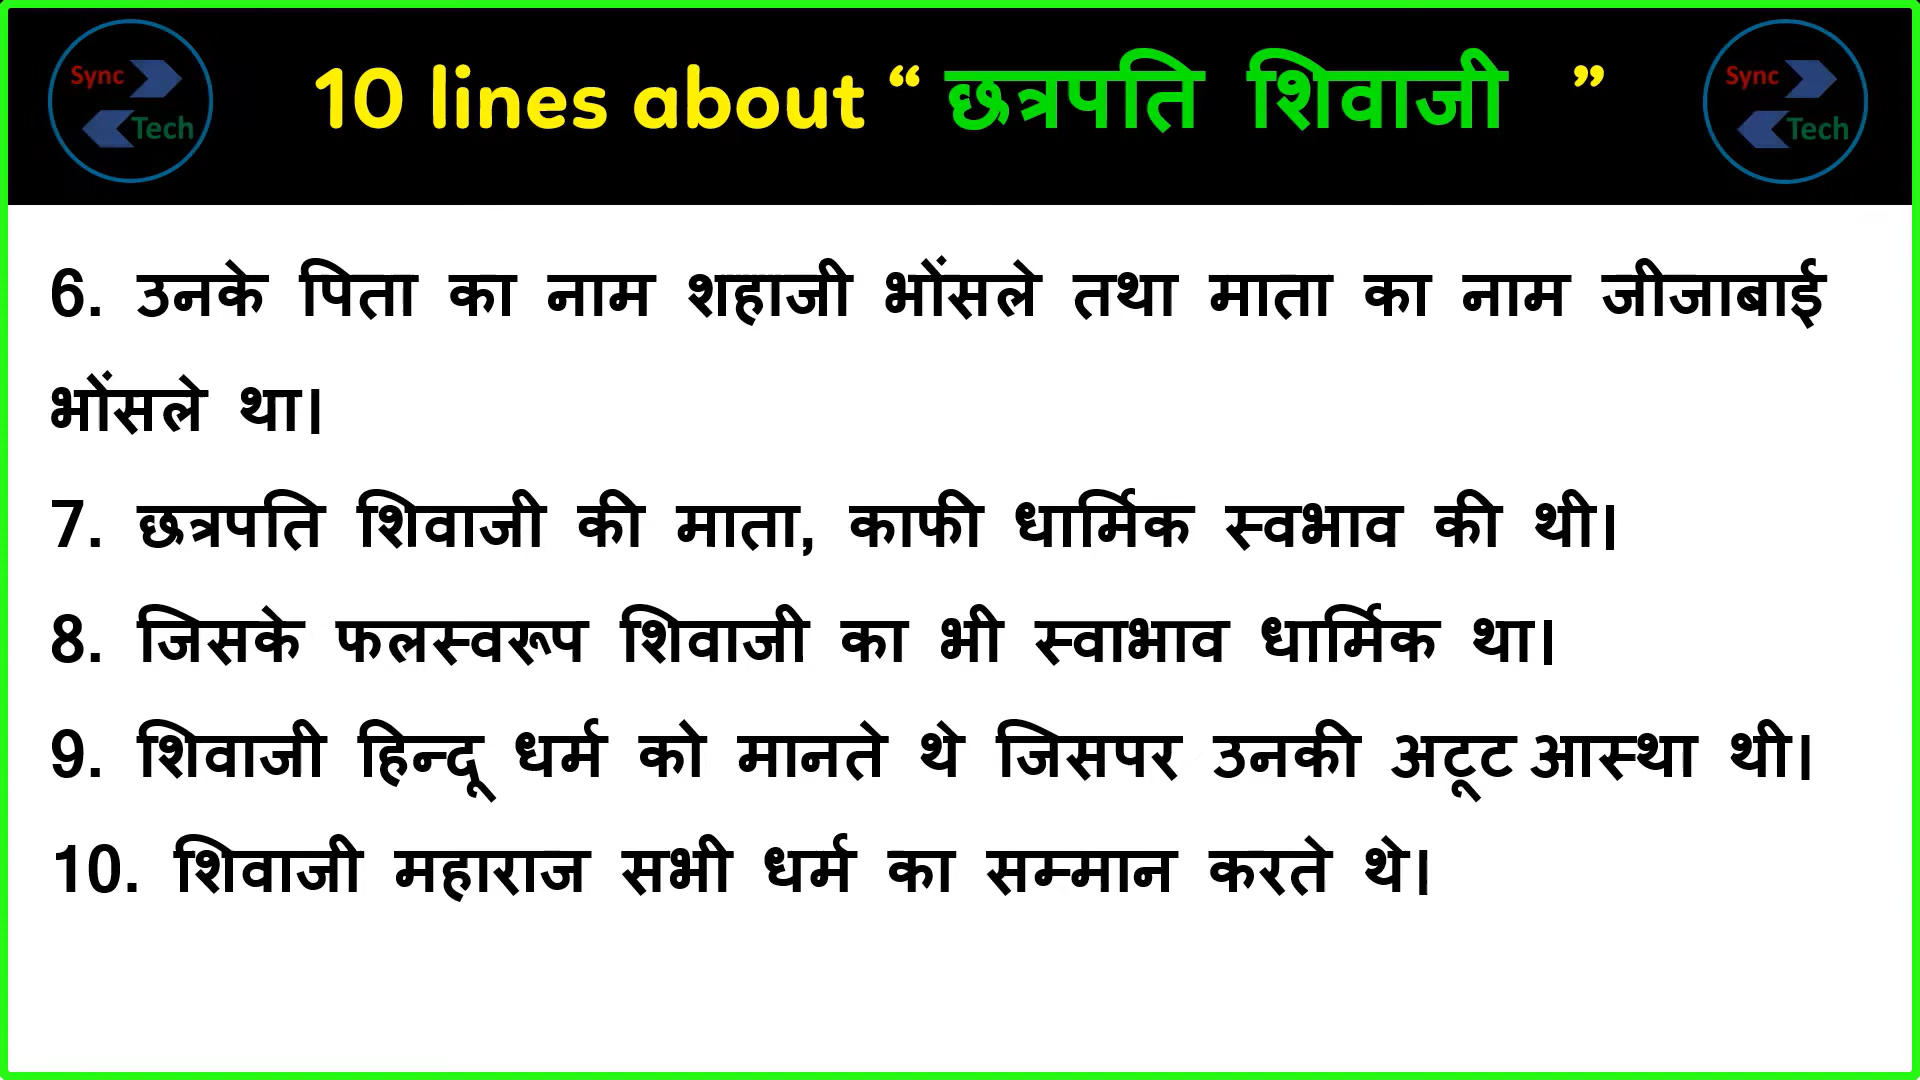 Sync
Tech
10 lines about “ छत्रपति शिवाजी ”
Sync
Tech
6. उनके पिता का नाम शहाजी भोंसले तथा माता का नाम जीजाबाई
भोंसले था।
7. छत्रपति शिवाजी की माता, काफी धार्मिक स्वभाव की थी।
8. जिसके फलस्वरूप शिवाजी का भी स्वाभाव धार्मिक था।
9. शिवाजी हिन्दू धर्म को मानते थे जिसपर उनकी अटूट आस्था थी।
10. शिवाजी महाराज सभी धर्म का सम्मान करते थे।